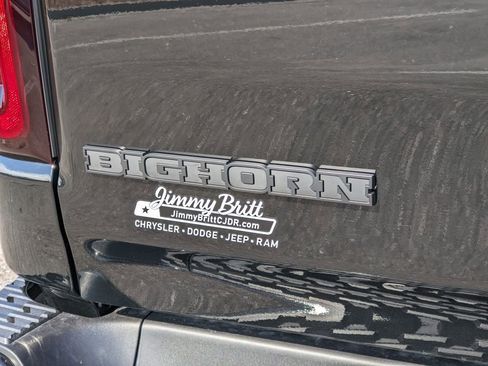 BIGHORN
Jimmy Britt
JimmyBrittCJDR.com
CHRYSLER • DODGE • JEEP • RAM